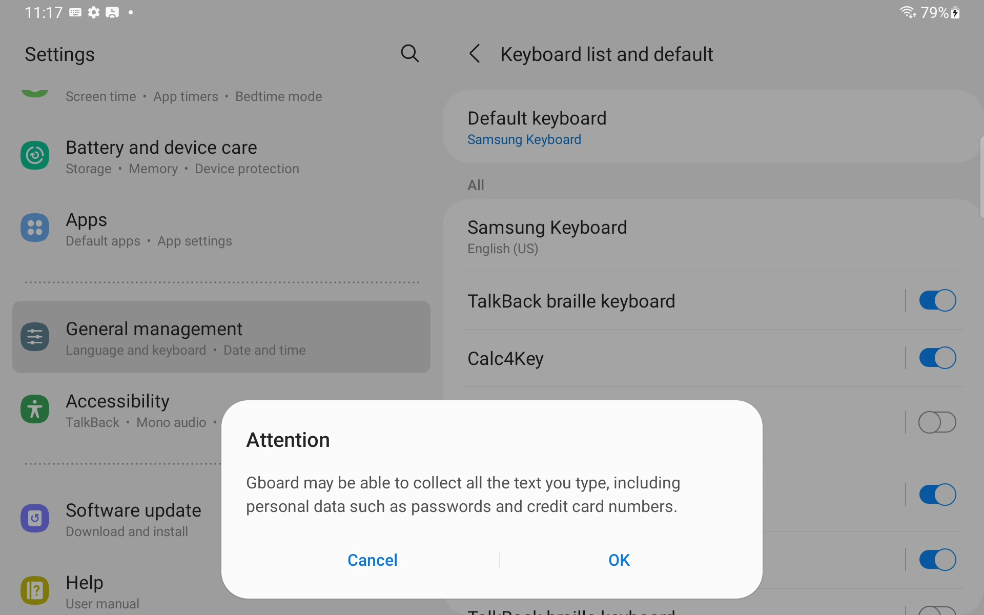 11:17
79%
Settings
Screen time • App timers • Bedtime mode
Battery and device care
Storage • Memory • Device protection
Apps
Default apps • App settings
General management
Language and keyboard • Date and time
Accessibility
TalkBack • Mono audio •
Software update
Download and install
Help
User manual
Keyboard list and default
Default keyboard
Samsung Keyboard
All
Samsung Keyboard
English (US)
TalkBack braille keyboard
Calc4Key
TalkBack braille keyboard
Attention
Gboard may be able to collect all the text you type, including
personal data such as passwords and credit card numbers.
Cancel
OK